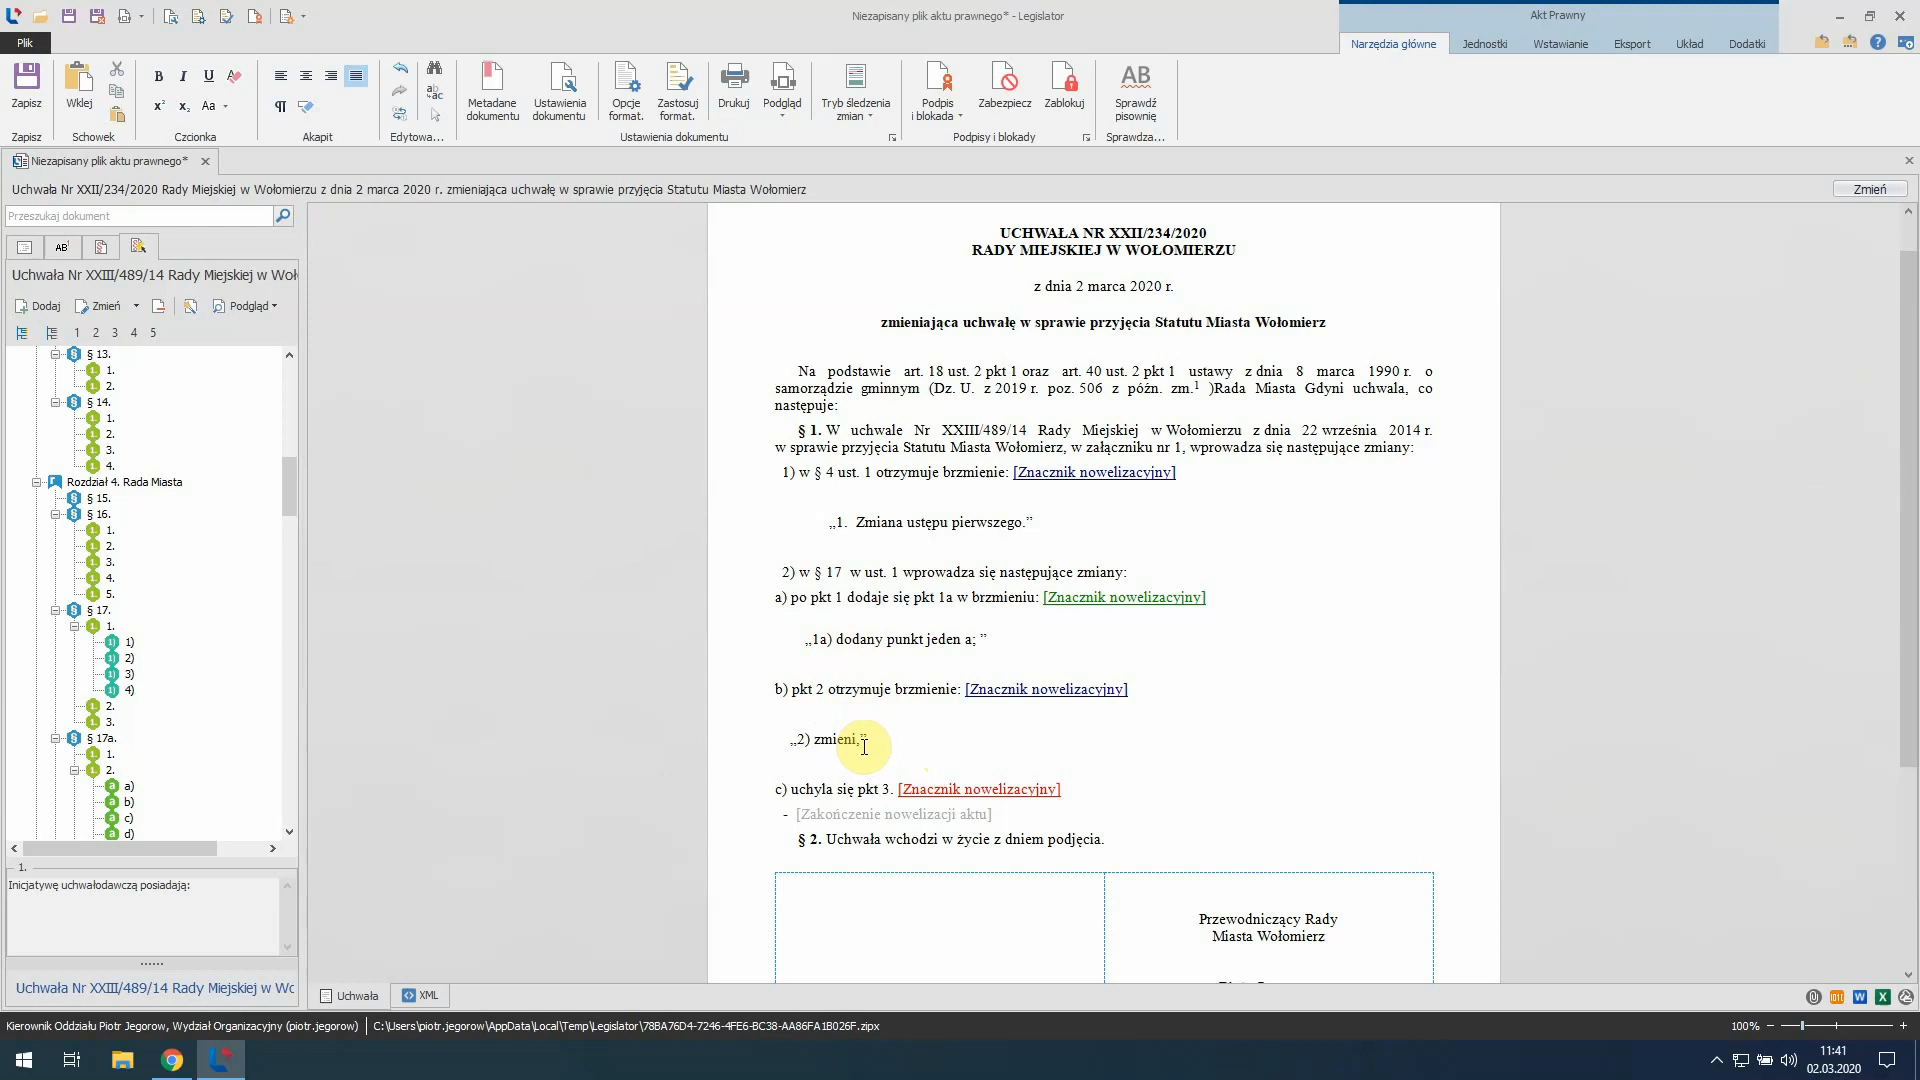 Niezapisany plik aktu prawnego* - Legislator
Akt Prawny
Plik
Narzędzia główne
Jednostki
Wstawianie
Eksport
Układ
Dodatki
Zapisz
Wklej
B I U
x² x₂ Aa
Metadane dokumentu
Ustawienia dokumentu
Opcje format.
Zastosuj format.
Drukuj
Podgląd
Tryb śledzenia zmian
Podpis i blokada
Zabezpiecz
Zablokuj
AB
Sprawdź pisownię
Zapisz
Schowek
Czcionka
Akapit
Edytowa...
Ustawienia dokumentu
Podpisy i blokady
Sprawdza...
Niezapisany plik aktu prawnego*
Uchwała Nr XXII/234/2020 Rady Miejskiej w Wołomierzu z dnia 2 marca 2020 r. zmieniająca uchwałę w sprawie przyjęcia Statutu Miasta Wołomierz
Zmień
Przeszukaj dokument
AB¹
Uchwała Nr XXIII/489/14 Rady Miejskiej w Woł
Dodaj
Zmień
Podgląd
1 2 3 4 5
§ 13.
1.
2.
§ 14.
1.
2.
3.
4.
Rozdział 4. Rada Miasta
§ 15.
§ 16.
1.
2.
3.
4.
5.
§ 17.
1.
1)
2)
3)
4)
2.
3.
§ 17a.
1.
2.
a)
b)
c)
d)
1.
Inicjatywę uchwałodawczą posiadają:
Uchwała Nr XXIII/489/14 Rady Miejskiej w Wo
UCHWAŁA NR XXII/234/2020
RADY MIEJSKIEJ W WOŁOMIERZU
z dnia 2 marca 2020 r.
zmieniająca uchwałę w sprawie przyjęcia Statutu Miasta Wołomierz
Na podstawie art. 18 ust. 2 pkt 1 oraz art. 40 ust. 2 pkt 1 ustawy z dnia 8 marca 1990 r. o
samorządzie gminnym (Dz. U. z 2019 r. poz. 506 z późn. zm.¹ )Rada Miasta Gdyni uchwala, co
następuje:
§ 1. W uchwale Nr XXIII/489/14 Rady Miejskiej w Wołomierzu z dnia 22 września 2014 r.
w sprawie przyjęcia Statutu Miasta Wołomierz, w załączniku nr 1, wprowadza się następujące zmiany:
1) w § 4 ust. 1 otrzymuje brzmienie: [Znacznik nowelizacyjny]
„1. Zmiana ustępu pierwszego.”
2) w § 17 w ust. 1 wprowadza się następujące zmiany:
a) po pkt 1 dodaje się pkt 1a w brzmieniu: [Znacznik nowelizacyjny]
„1a) dodany punkt jeden a; ”
b) pkt 2 otrzymuje brzmienie: [Znacznik nowelizacyjny]
„2) zmieni,”
c) uchyla się pkt 3. [Znacznik nowelizacyjny]
- [Zakończenie nowelizacji aktu]
§ 2. Uchwała wchodzi w życie z dniem podjęcia.
Przewodniczący Rady
Miasta Wołomierz
Uchwała
XML
Kierownik Oddziału Piotr Jegorow, Wydział Organizacyjny (piotr.jegorow)
C:\Users\piotr.jegorow\AppData\Local\Temp\Legislator\78BA76D4-7246-4FE6-BC38-AA86FA1B026F.zipx
100%
11:41
02.03.2020